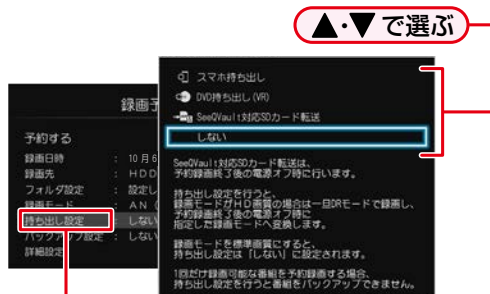 ▲・▼で選ぶ
スマホ持ち出し
DVD持ち出し(VR)
SeeQVault対応SDカード転送
しない
SeeQVault対応SDカード転送は、
予約録画終了後の電源オフ時に行います。
持ち出し設定を行うと、
録画モードがHD画質の場合は一旦DRモードで録画し、
予約録画終了後の電源オフ時に
指定した録画モードへ変換します。
録画モードを標準画質にすると、
持ち出し設定は「しない」に設定されます。
1回だけ録画可能な番組を予約録画する場合、
持ち出し設定を行うと番組をバックアップできません。
録画予
予約する
録画日時 : 10月6
録画先 : HDD
フォルダ設定 : 設定し
録画モード : AN(
持ち出し設定 : しない
バックアップ設定 : しない
詳細設定